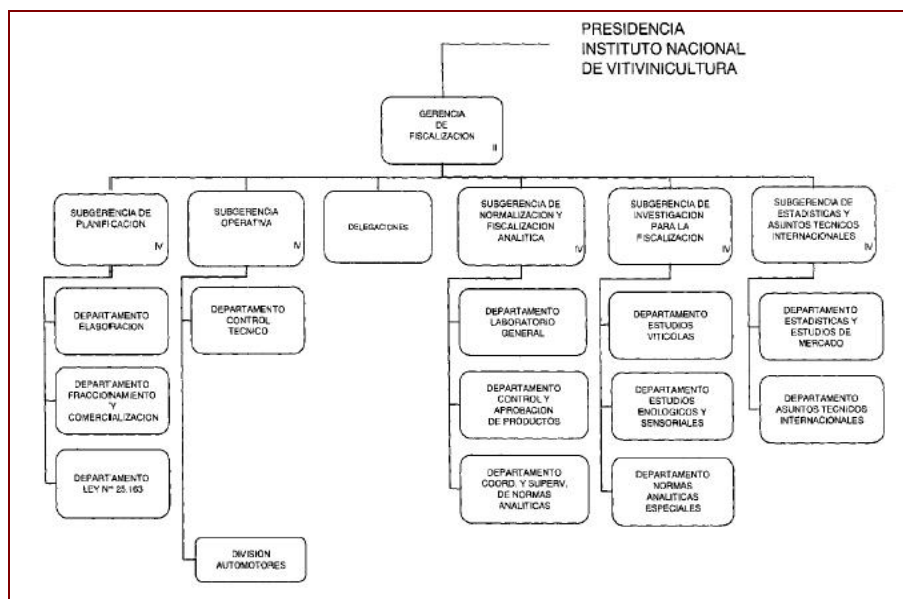 PRESIDENCIA
INSTITUTO NACIONAL
DE VITIVINICULTURA
GERENCIA
DE
FISCALIZACION
II
SUBGERENCIA DE
PLANIFICACION
IV
SUBGERENCIA
OPERATIVA
IV
DELEGACIONES
SUBGERENCIA DE
NORMALIZACION Y
FISCALIZACION
ANALITICA
IV
SUBGERENCIA DE
INVESTIGACION
PARA LA
FISCALIZACION
IV
SUBGERENCIA DE
ESTADISTICAS Y
ASUNTOS TECNICOS
INTERNACIONALES
IV
DEPARTAMENTO
ELABORACION
DEPARTAMENTO
CONTROL
TECNICO
DEPARTAMENTO
LABORATORIO
GENERAL
DEPARTAMENTO
ESTUDIOS
VITICOLAS
DEPARTAMENTO
ESTADISTICAS Y
ESTUDIOS DE
MERCADO
DEPARTAMENTO
FRACCIONAMIENTO
Y
COMERCIALIZACION
DEPARTAMENTO
CONTROL Y
APROBACION
DE PRODUCTOS
DEPARTAMENTO
ESTUDIOS
ENOLOGICOS Y
SENSORIALES
DEPARTAMENTO
ASUNTOS TECNICOS
INTERNACIONALES
DEPARTAMENTO
LEY N° 25.163
DEPARTAMENTO
COORD. Y SUPERV.
DE NORMAS
ANALITICAS
DEPARTAMENTO
NORMAS
ANALITICAS
ESPECIALES
DIVISIÓN
AUTOMOTORES